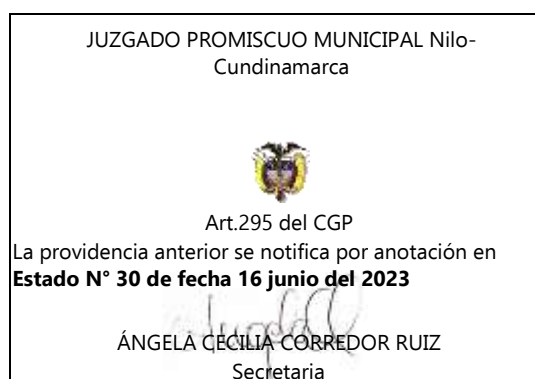 JUZGADO PROMISCUO MUNICIPAL Nilo-
Cundinamarca
Art.295 del CGP
La providencia anterior se notifica por anotación en
Estado N° 30 de fecha 16 junio del 2023
ÁNGELA CECILIA CORREDOR RUIZ
Secretaria